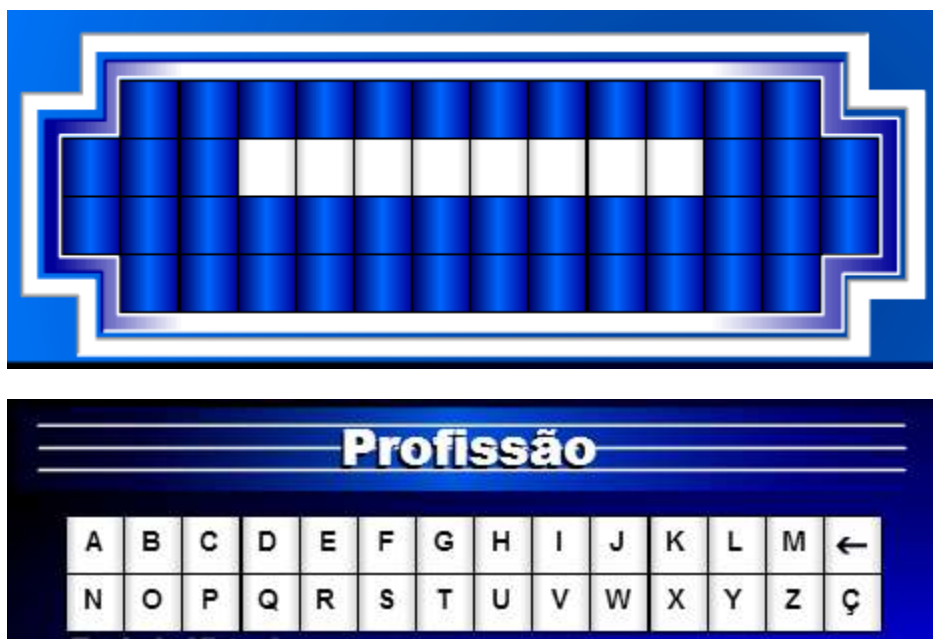 Profissão
A B C D E F G H I J K L M ←
N O P Q R S T U V W X Y Z Ç